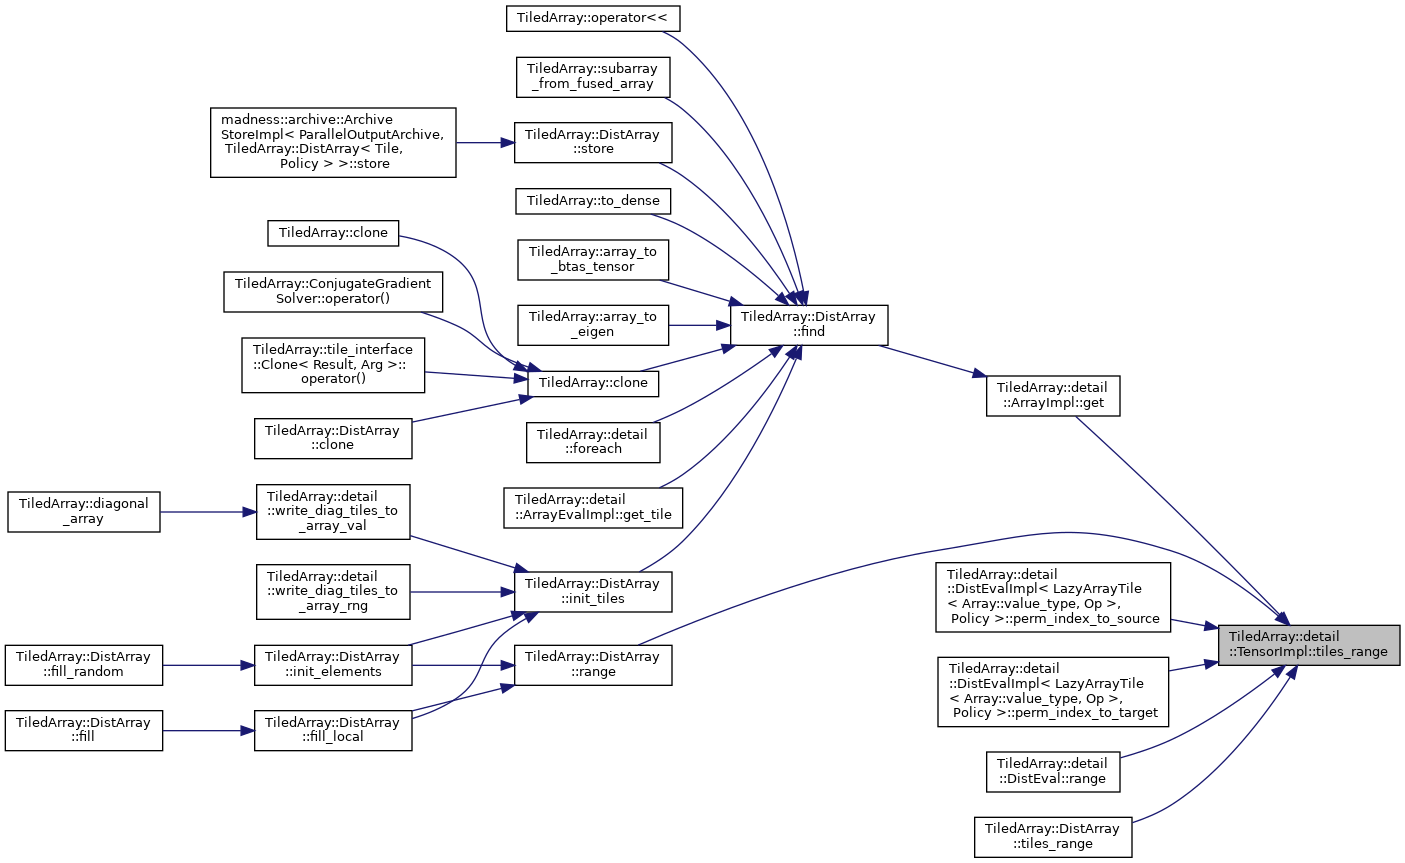 TiledArray::operator<<
TiledArray::subarray
_from_fused_array
madness::archive::Archive
StoreImpl< ParallelOutputArchive,
TiledArray::DistArray< Tile,
Policy > >::store
TiledArray::DistArray
::store
TiledArray::to_dense
TiledArray::clone
TiledArray::array_to
_btas_tensor
TiledArray::ConjugateGradient
Solver::operator()
TiledArray::array_to
_eigen
TiledArray::DistArray
::find
TiledArray::tile_interface
::Clone< Result, Arg >::
operator()
TiledArray::clone
TiledArray::detail
::ArrayImpl::get
TiledArray::DistArray
::clone
TiledArray::detail
::foreach
TiledArray::detail
::ArrayEvalImpl::get_tile
TiledArray::diagonal
_array
TiledArray::detail
::write_diag_tiles_to
_array_val
TiledArray::detail
::write_diag_tiles_to
_array_rng
TiledArray::DistArray
::init_tiles
TiledArray::detail
::DistEvalImpl< LazyArrayTile
< Array::value_type, Op >,
Policy >::perm_index_to_source
TiledArray::detail
::TensorImpl::tiles_range
TiledArray::DistArray
::fill_random
TiledArray::DistArray
::init_elements
TiledArray::DistArray
::range
TiledArray::detail
::DistEvalImpl< LazyArrayTile
< Array::value_type, Op >,
Policy >::perm_index_to_target
TiledArray::DistArray
::fill
TiledArray::DistArray
::fill_local
TiledArray::detail
::DistEval::range
TiledArray::DistArray
::tiles_range